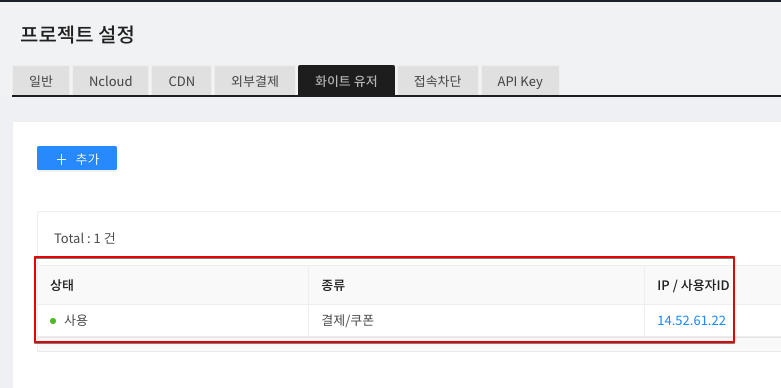 프로젝트 설정
일반 Ncloud CDN 외부결제 화이트 유저 접속차단 API Key
+ 추가
Total : 1 건
상태 종류 IP / 사용자ID
사용 결제/쿠폰 14.52.61.22